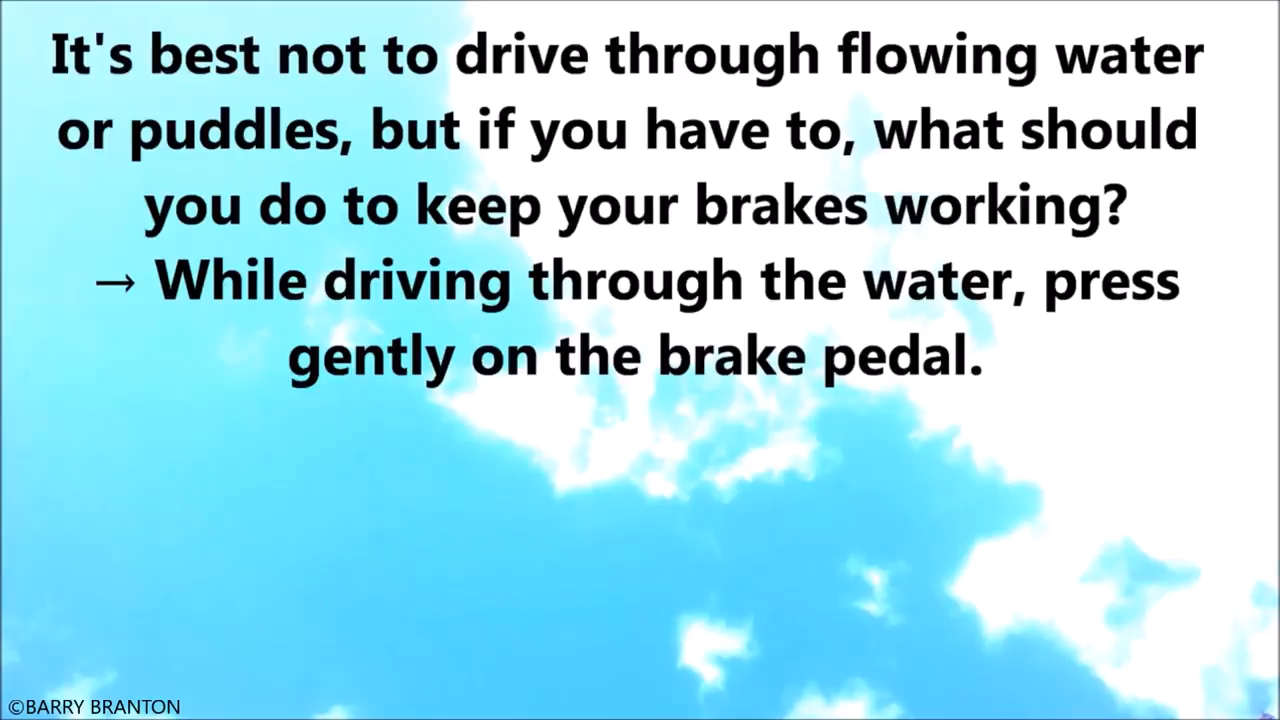 It's best not to drive through flowing water
or puddles, but if you have to, what should
you do to keep your brakes working?
→ While driving through the water, press
gently on the brake pedal.
©BARRY BRANTON